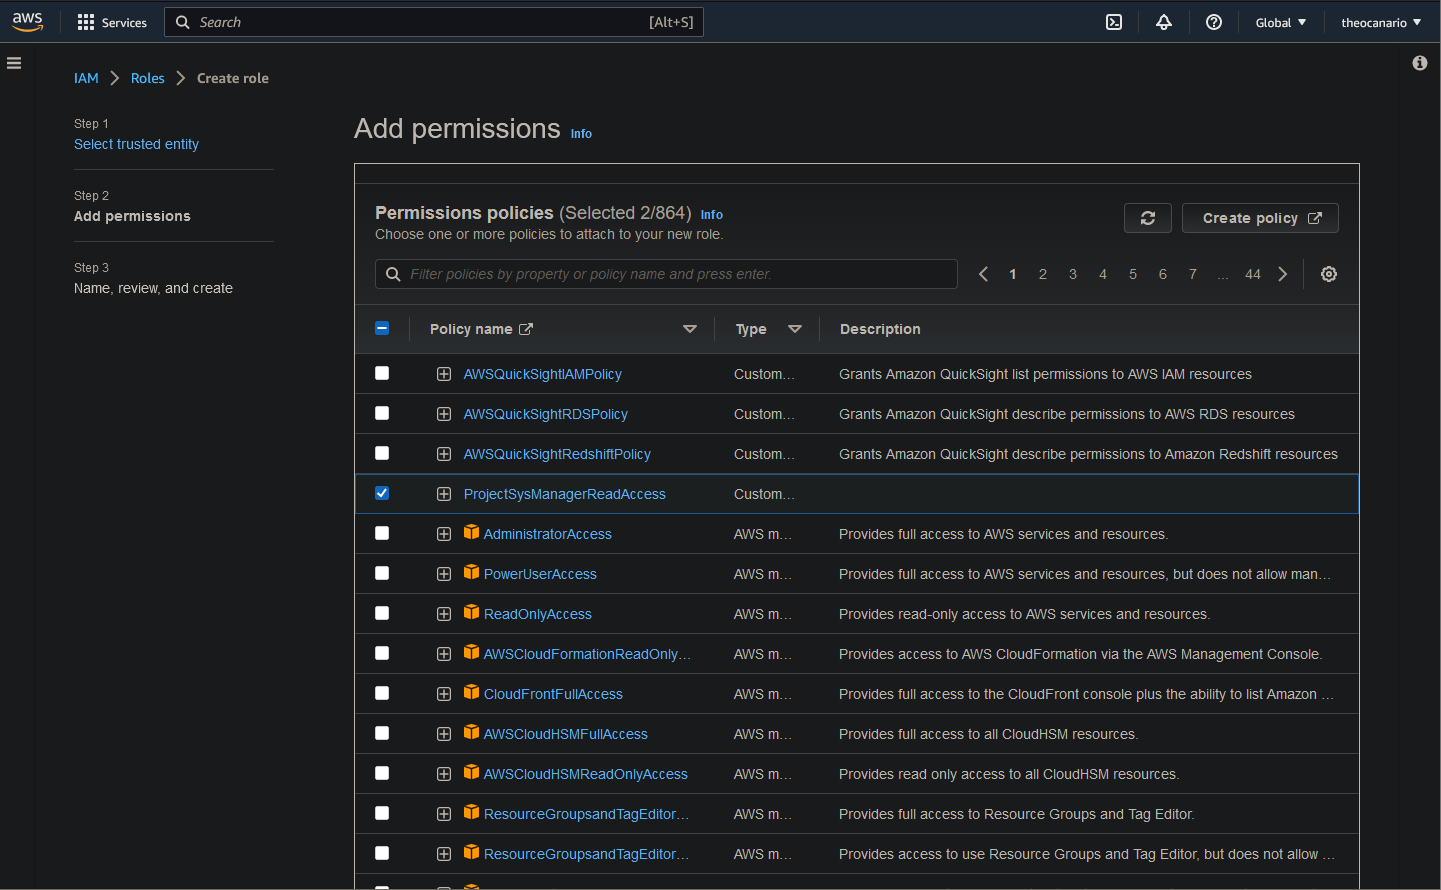 aws
Services
Search
[Alt+S]
Global
theocanario
IAM
Roles
Create role
Step 1
Select trusted entity
Step 2
Add permissions
Step 3
Name, review, and create
Add permissions Info
Permissions policies (Selected 2/864) Info
Choose one or more policies to attach to your new role.
Create policy
Filter policies by property or policy name and press enter.
1 2 3 4 5 6 7 ... 44
Policy name Type Description
AWSQuickSightIAMPolicy Custom... Grants Amazon QuickSight list permissions to AWS IAM resources
AWSQuickSightRDSPolicy Custom... Grants Amazon QuickSight describe permissions to AWS RDS resources
AWSQuickSightRedshiftPolicy Custom... Grants Amazon QuickSight describe permissions to Amazon Redshift resources
ProjectSysManagerReadAccess Custom...
AdministratorAccess AWS m... Provides full access to AWS services and resources.
PowerUserAccess AWS m... Provides full access to AWS services and resources, but does not allow man...
ReadOnlyAccess AWS m... Provides read-only access to AWS services and resources.
AWSCloudFormationReadOnly... AWS m... Provides access to AWS CloudFormation via the AWS Management Console.
CloudFrontFullAccess AWS m... Provides full access to the CloudFront console plus the ability to list Amazon ...
AWSCloudHSMFullAccess AWS m... Provides full access to all CloudHSM resources.
AWSCloudHSMReadOnlyAccess AWS m... Provides read only access to all CloudHSM resources.
ResourceGroupsandTagEditor... AWS m... Provides full access to Resource Groups and Tag Editor.
ResourceGroupsandTagEditor... AWS m... Provides access to use Resource Groups and Tag Editor, but does not allow ...